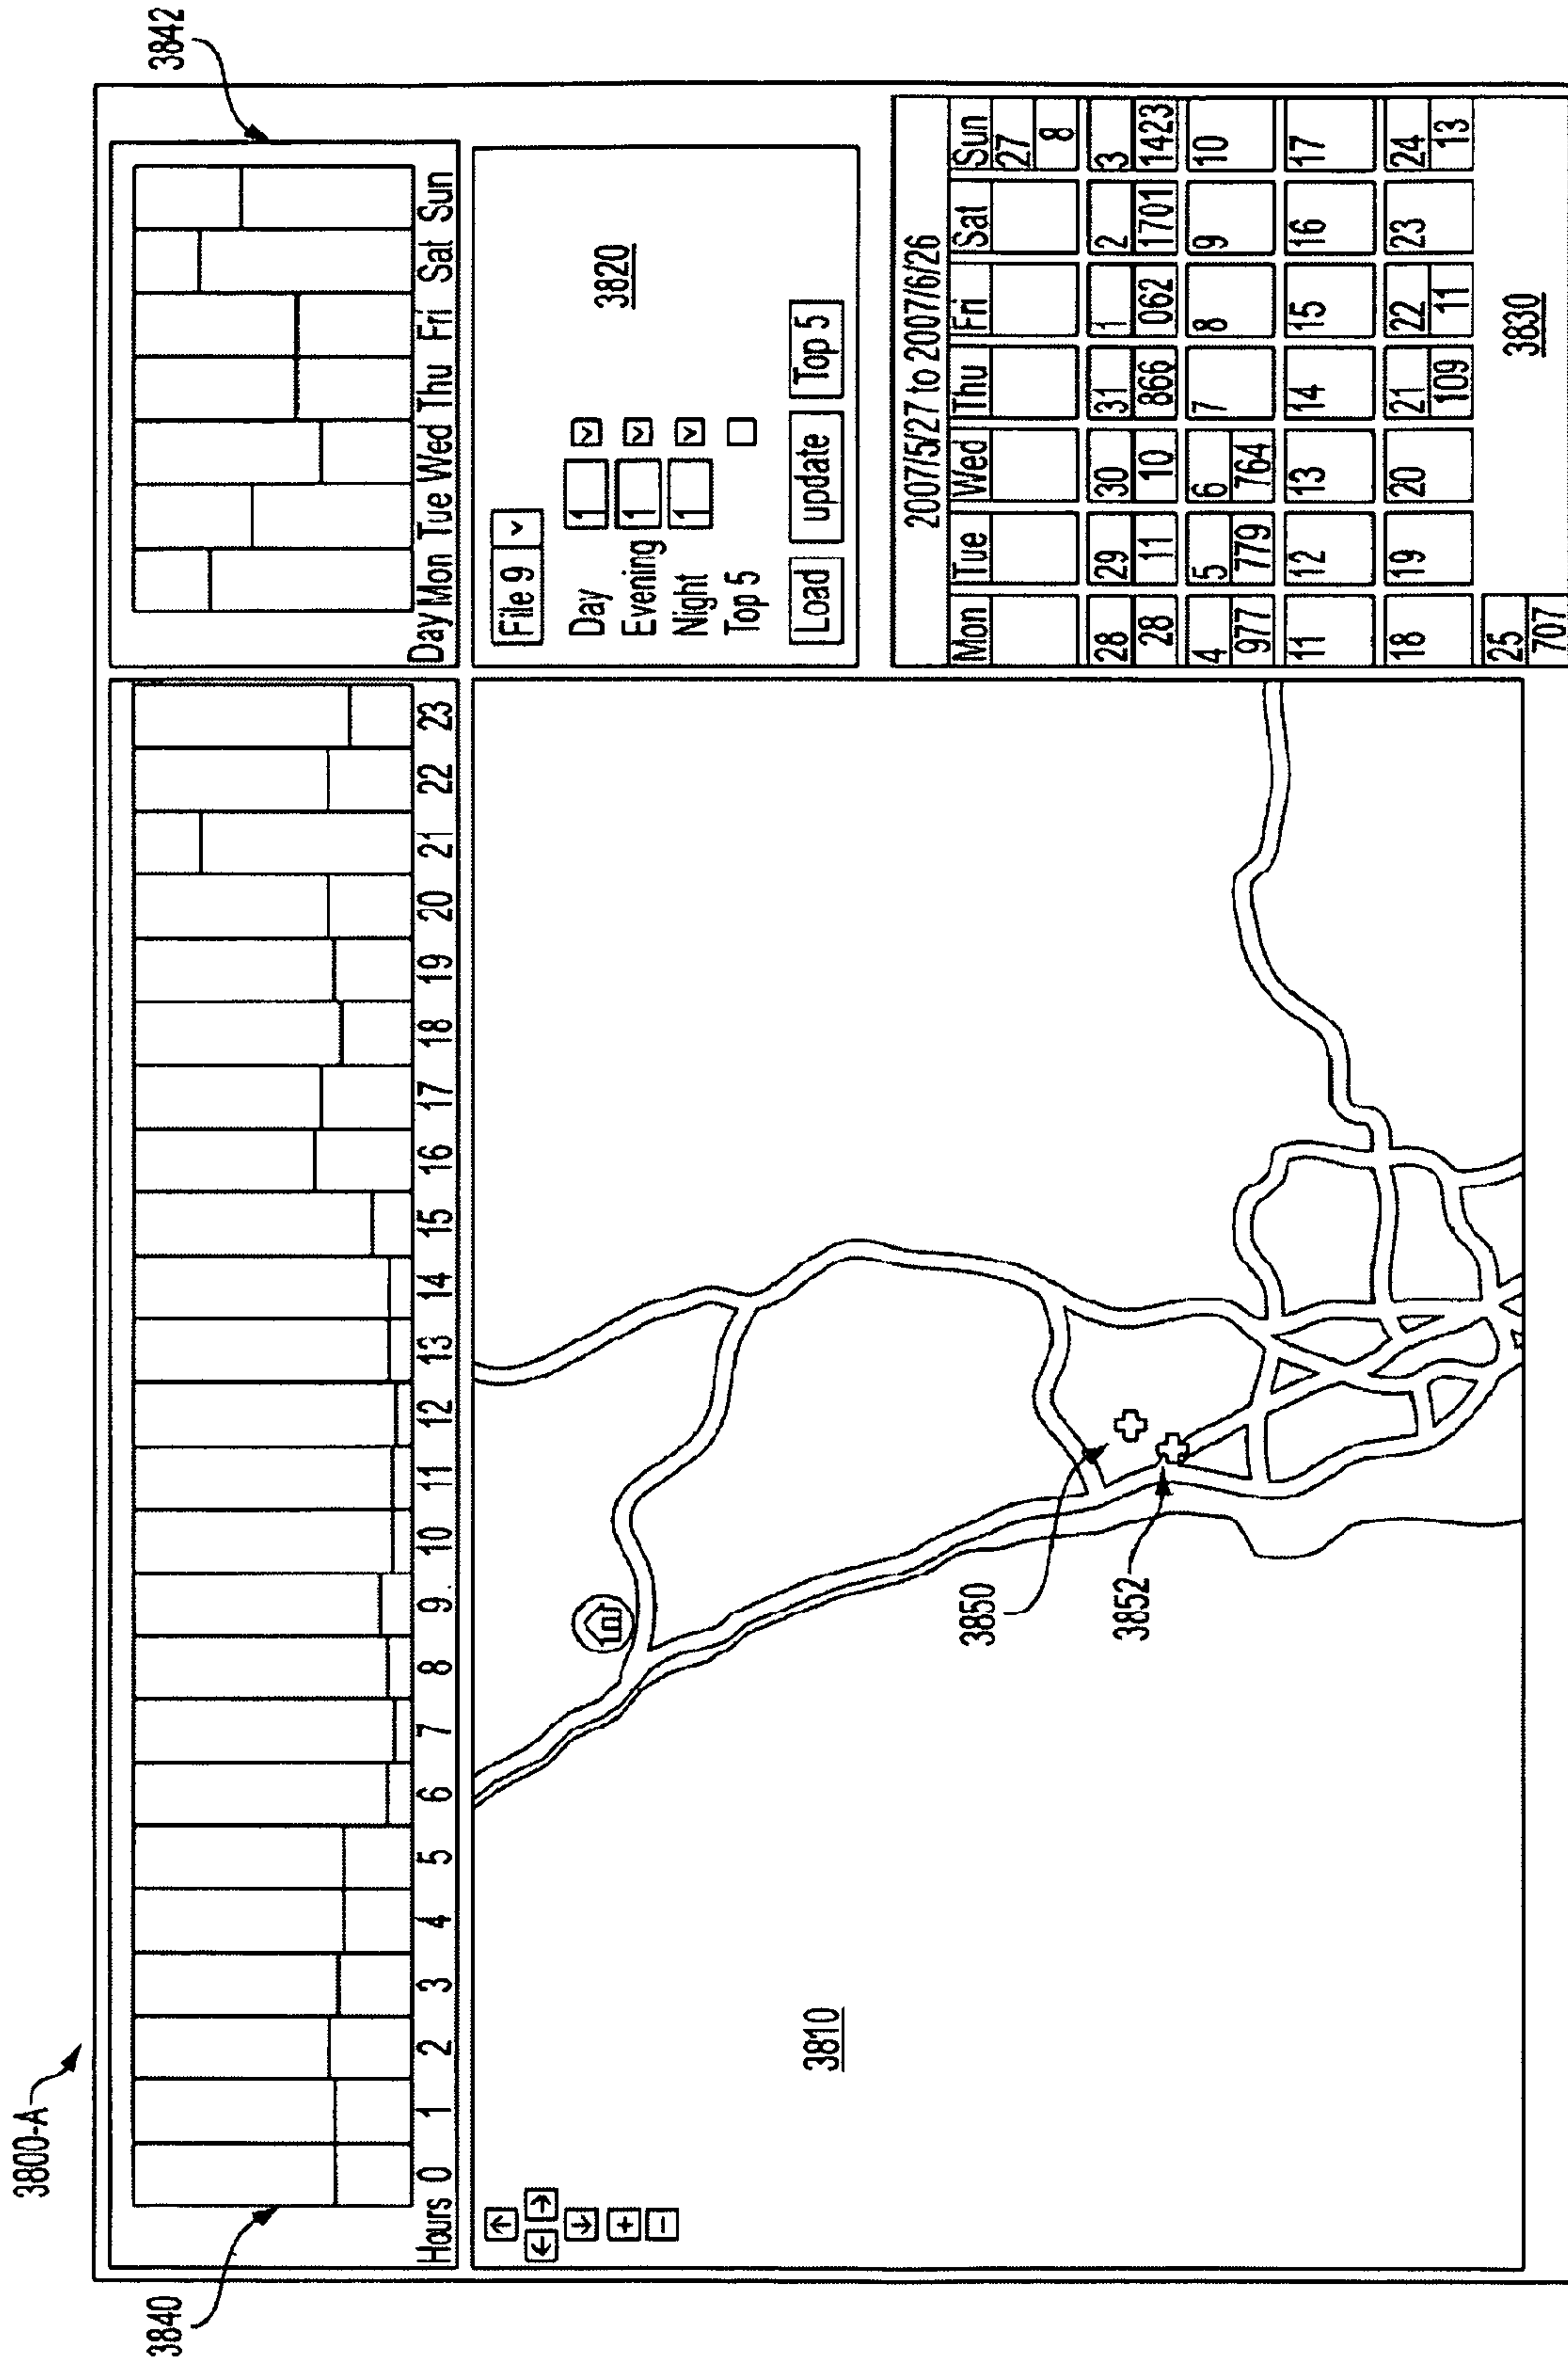 3800-A
3840
3842
Hours 0 1 2 3 4 5 6 7 8 9. 10 11 12 13 14 15 16 17 18 19 20 21 22 23
Day Mon Tue Wed Thu Fri Sat Sun
↑
← →
↓
+
-
3810
3850
3852
File 9 v
Day 1 v
Evening 1 v
Night 1 v
Top 5
Load update Top 5
3820
2007/5/27 to 2007/6/26
Mon Tue Wed Thu Fri Sat Sun
27
8
28 29 30 31 1 2 3
28 11 10 866 062 1701 1423
4 5 6 7 8 9 10
977 779 764
11 12 13 14 15 16 17
18 19 20 21 22 23 24
109 11 13
25
707
3830